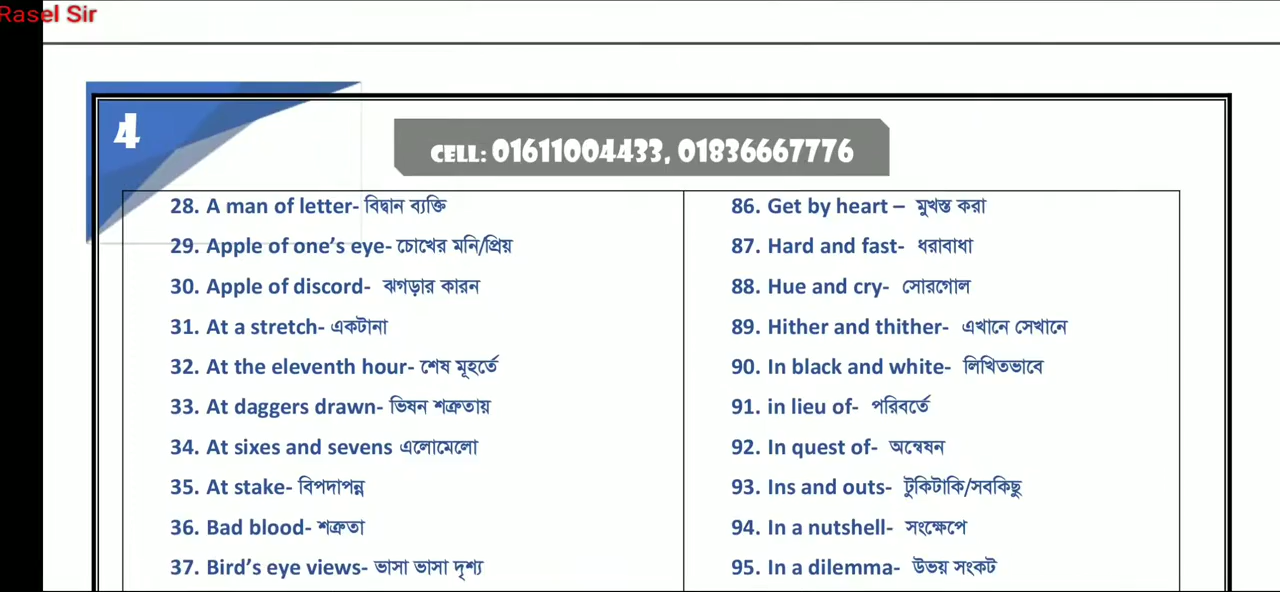 Rasel Sir
4
CELL: 01611004433, 01836667776
28. A man of letter- বিদ্বান ব্যক্তি
29. Apple of one’s eye- চোখের মনি/প্রিয়
30. Apple of discord- ঝগড়ার কারন
31. At a stretch- একটানা
32. At the eleventh hour- শেষ মূহর্তে
33. At daggers drawn- ভিষন শত্রুতায়
34. At sixes and sevens এলোমেলো
35. At stake- বিপদাপন্ন
36. Bad blood- শত্রুতা
37. Bird’s eye views- ভাসা ভাসা দৃশ্য
86. Get by heart – মুখস্ত করা
87. Hard and fast- ধরাবাধা
88. Hue and cry- সোরগোল
89. Hither and thither- এখানে সেখানে
90. In black and white- লিখিতভাবে
91. in lieu of- পরিবর্তে
92. In quest of- অন্বেষন
93. Ins and outs- টুকিটাকি/সবকিছু
94. In a nutshell- সংক্ষেপে
95. In a dilemma- উভয় সংকট